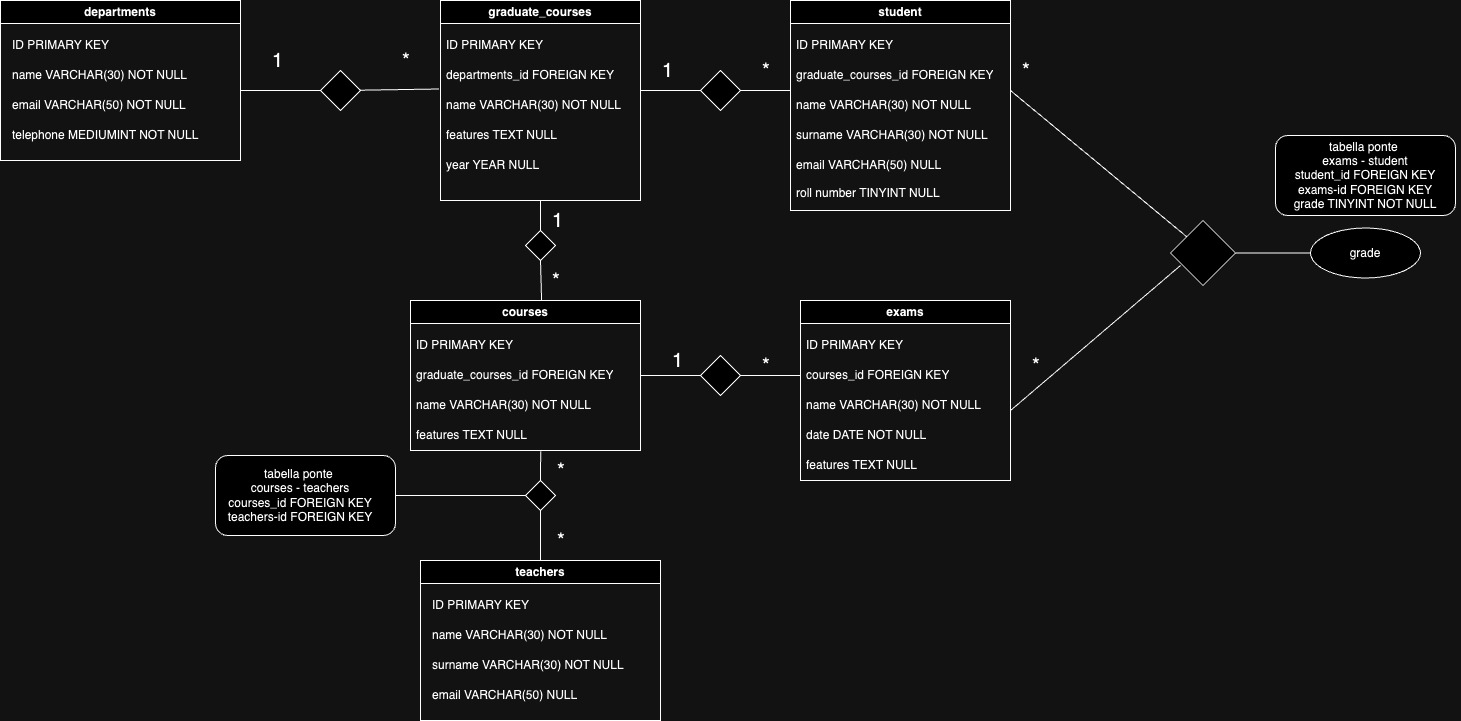 departments
ID PRIMARY KEY
name VARCHAR(30) NOT NULL
email VARCHAR(50) NOT NULL
telephone MEDIUMINT NOT NULL
1
*
graduate_courses
ID PRIMARY KEY
departments_id FOREIGN KEY
name VARCHAR(30) NOT NULL
features TEXT NULL
year YEAR NULL
1
*
student
ID PRIMARY KEY
graduate_courses_id FOREIGN KEY
name VARCHAR(30) NOT NULL
surname VARCHAR(30) NOT NULL
email VARCHAR(50) NULL
roll number TINYINT NULL
*
tabella ponte
exams - student
student_id FOREIGN KEY
exams-id FOREIGN KEY
grade TINYINT NOT NULL
grade
1
*
courses
ID PRIMARY KEY
graduate_courses_id FOREIGN KEY
name VARCHAR(30) NOT NULL
features TEXT NULL
1
*
exams
ID PRIMARY KEY
courses_id FOREIGN KEY
name VARCHAR(30) NOT NULL
date DATE NOT NULL
features TEXT NULL
*
tabella ponte
courses - teachers
courses_id FOREIGN KEY
teachers-id FOREIGN KEY
*
*
teachers
ID PRIMARY KEY
name VARCHAR(30) NOT NULL
surname VARCHAR(30) NOT NULL
email VARCHAR(50) NULL